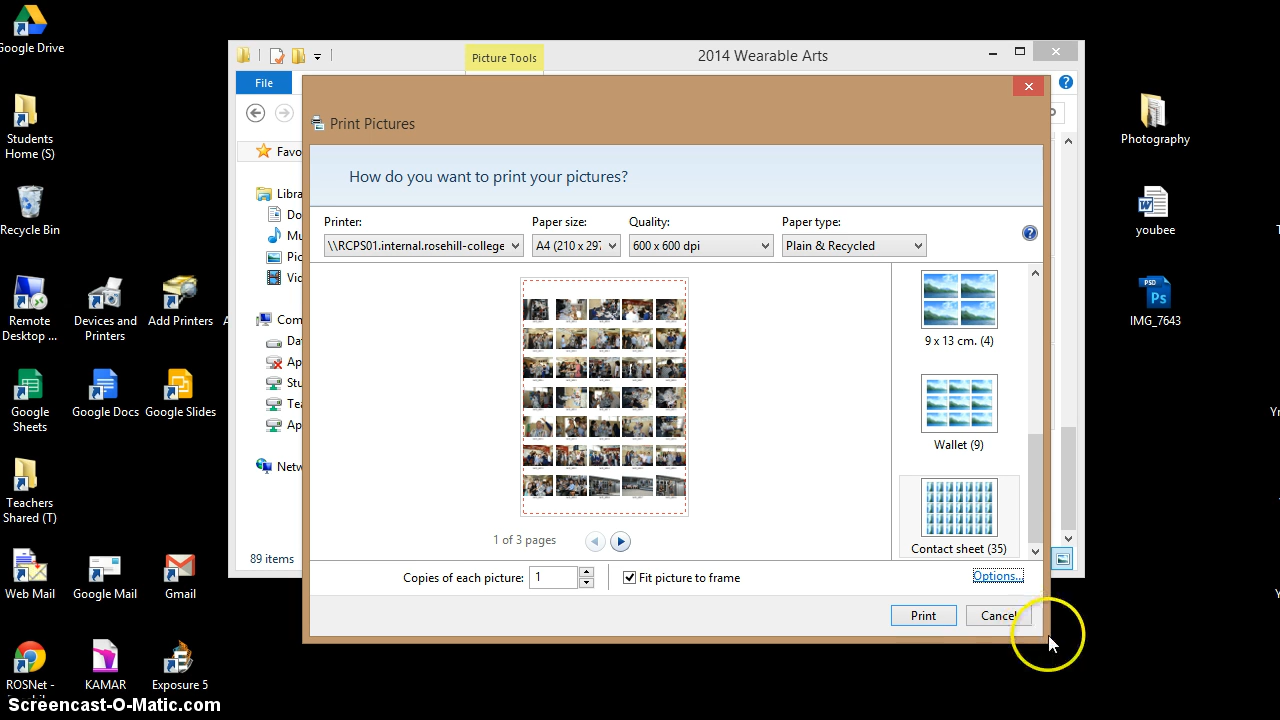 Google Drive
Students
Home (S)
Recycle Bin
Remote
Desktop ...
Devices and
Printers
Add Printers
Google
Sheets
Google Docs
Google Slides
Teachers
Shared (T)
Web Mail
Google Mail
Gmail
ROSNet -
KAMAR
Exposure 5
Picture Tools
2014 Wearable Arts
File
Favo
Libra
Do
Mu
Pic
Vid
Com
Da
Ap
Stu
Tea
Ap
Netw
89 items
Print Pictures
How do you want to print your pictures?
Printer:
Paper size:
Quality:
Paper type:
\\RCPS01.internal.rosehill-college
A4 (210 x 297
600 x 600 dpi
Plain & Recycled
9 x 13 cm. (4)
Wallet (9)
Contact sheet (35)
1 of 3 pages
Copies of each picture:
1
Fit picture to frame
Options...
Print
Cancel
Photography
youbee
PSD
Ps
IMG_7643
Screencast-O-Matic.com